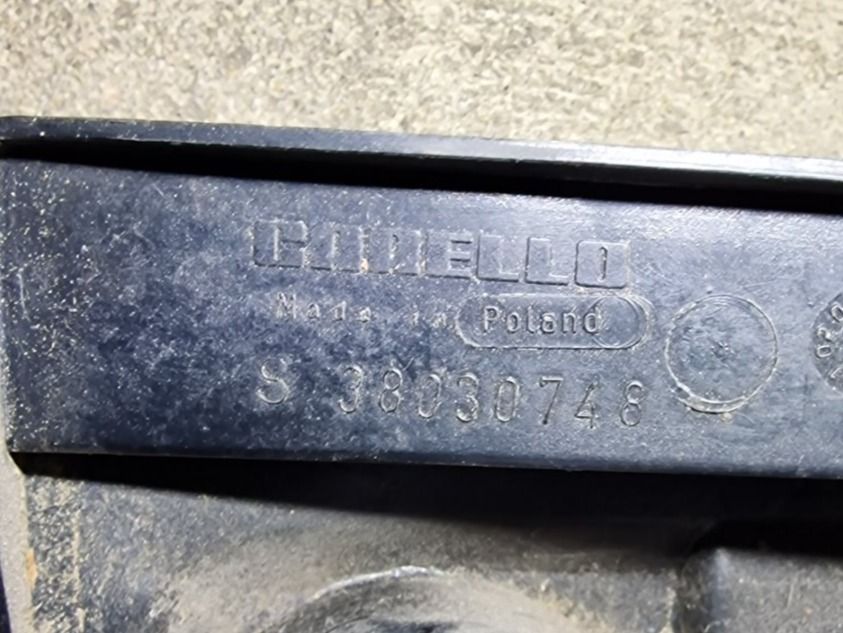 CARELLO
Made in Poland
S 38030748